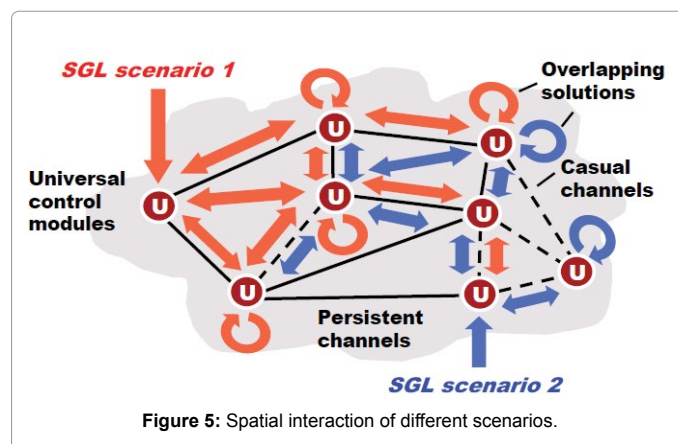 SGL scenario 1
Overlapping
solutions
U
U
Casual
channels
Universal
control
modules
U
U
U
U
U
U
Persistent
channels
SGL scenario 2
Figure 5: Spatial interaction of different scenarios.